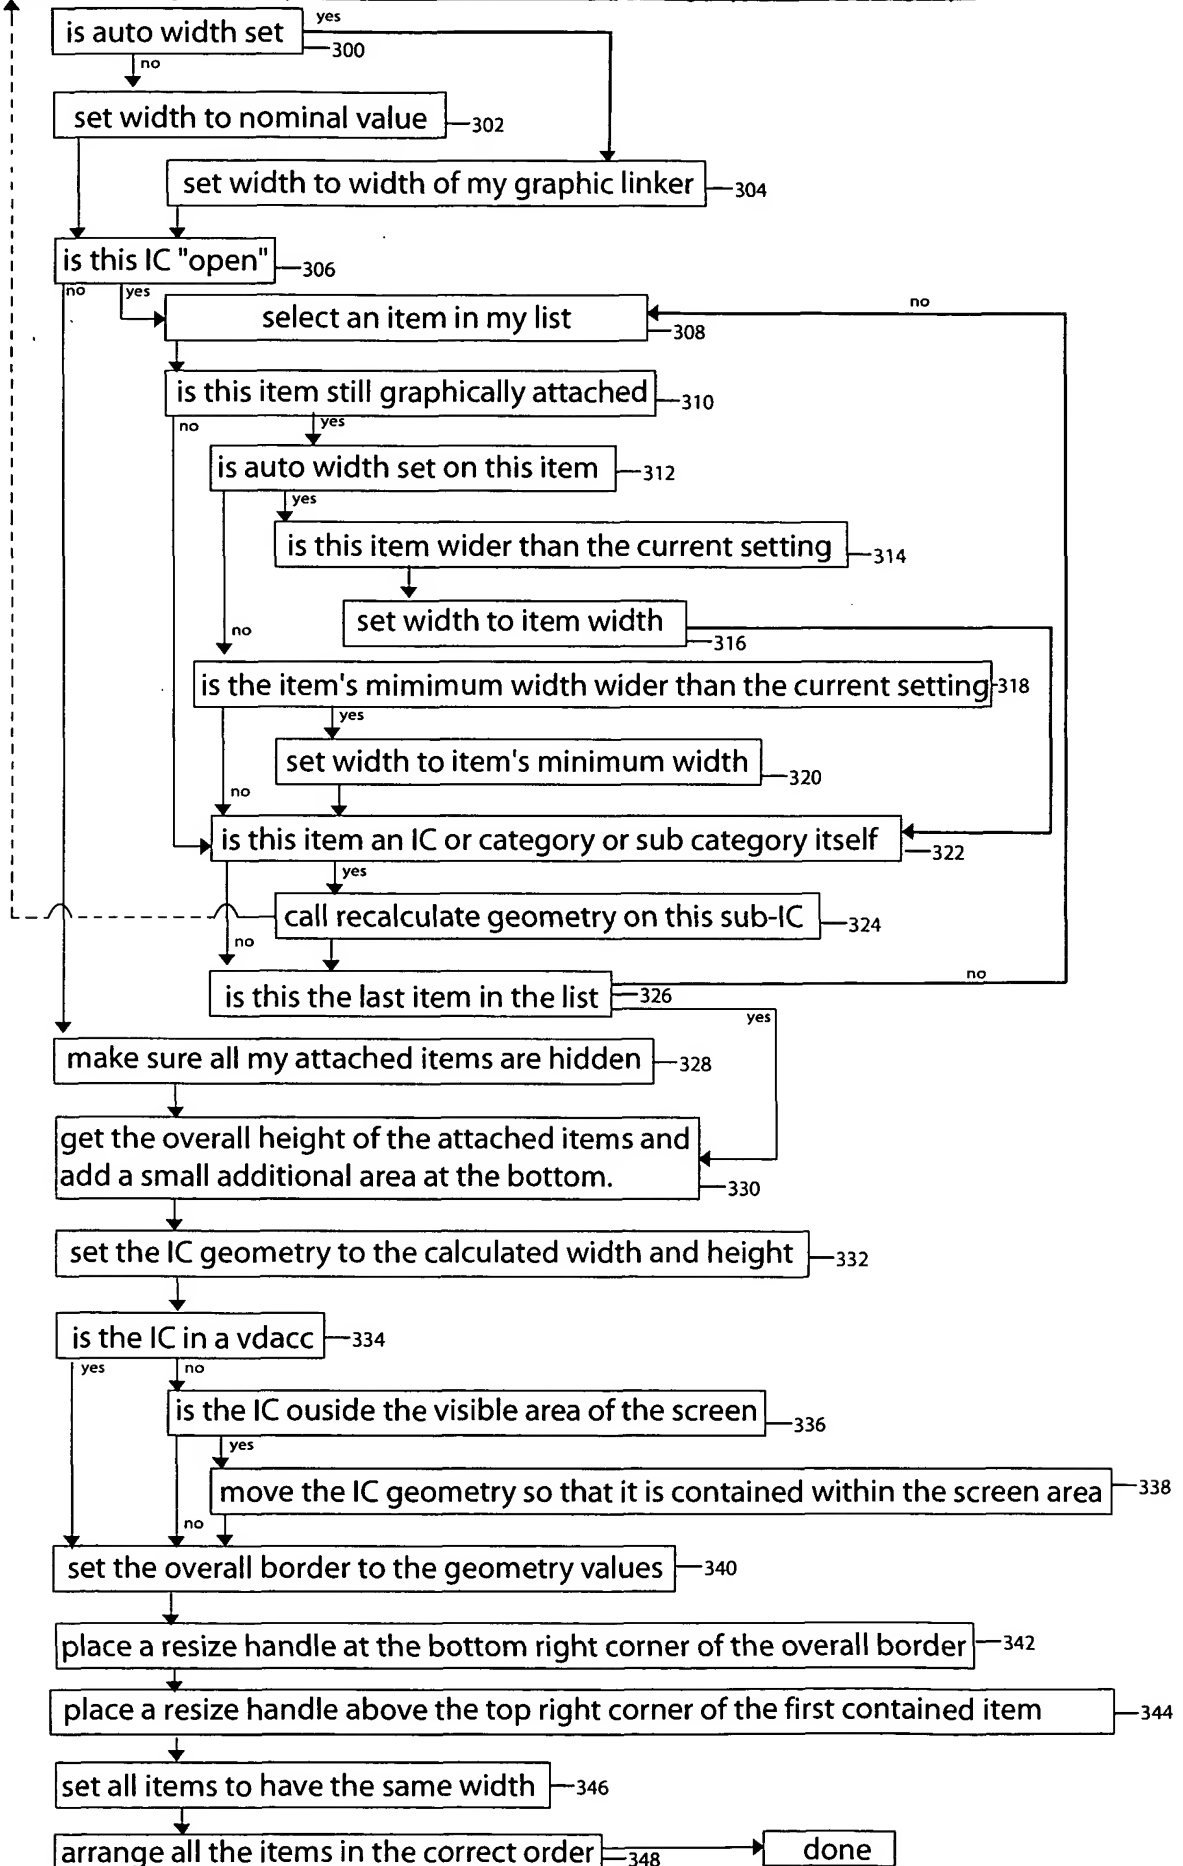 yes
is auto width set
300
no
set width to nominal value
302
set width to width of my graphic linker
304
is this IC "open"
306
no
yes
no
select an item in my list
308
is this item still graphically attached
310
no
yes
is auto width set on this item
312
yes
is this item wider than the current setting
314
set width to item width
316
no
is the item's mimimum width wider than the current setting
318
yes
set width to item's minimum width
320
no
is this item an IC or category or sub category itself
322
yes
call recalculate geometry on this sub-IC
324
no
no
is this the last item in the list
326
yes
make sure all my attached items are hidden
328
get the overall height of the attached items and
add a small additional area at the bottom.
330
set the IC geometry to the calculated width and height
332
is the IC in a vdacc
334
yes
no
is the IC ouside the visible area of the screen
336
yes
move the IC geometry so that it is contained within the screen area
338
no
set the overall border to the geometry values
340
place a resize handle at the bottom right corner of the overall border
342
place a resize handle above the top right corner of the first contained item
344
set all items to have the same width
346
arrange all the items in the correct order
348
done